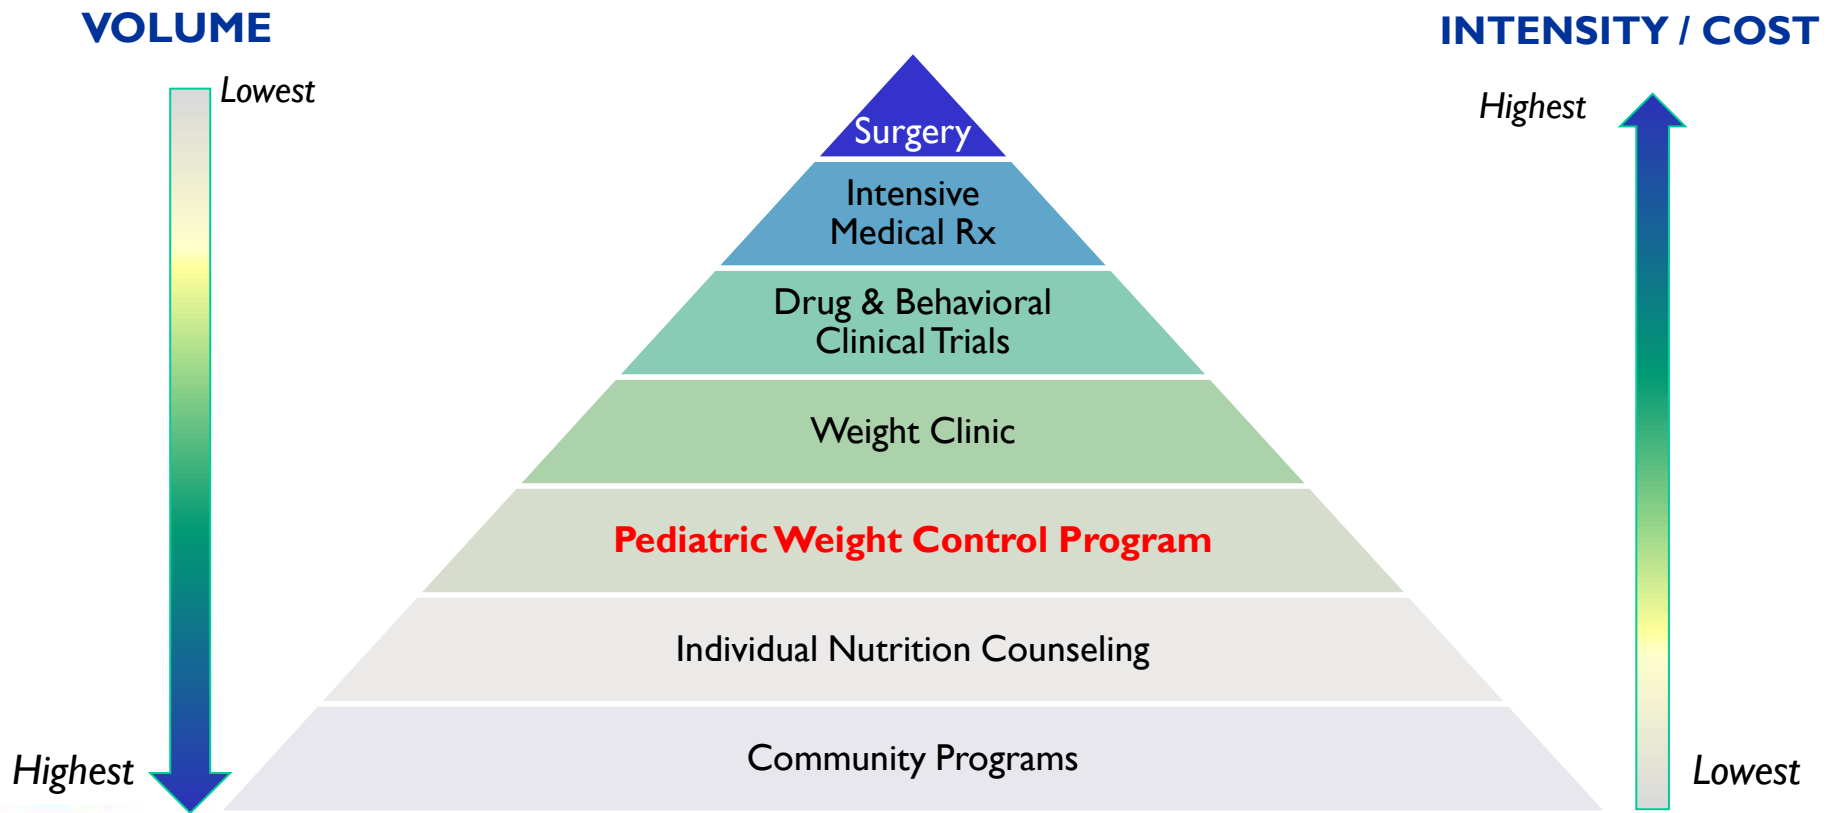 VOLUME
INTENSITY / COST
Lowest
Highest
Surgery
Intensive
Medical Rx
Drug & Behavioral
Clinical Trials
Weight Clinic
Pediatric Weight Control Program
Individual Nutrition Counseling
Community Programs
Highest
Lowest